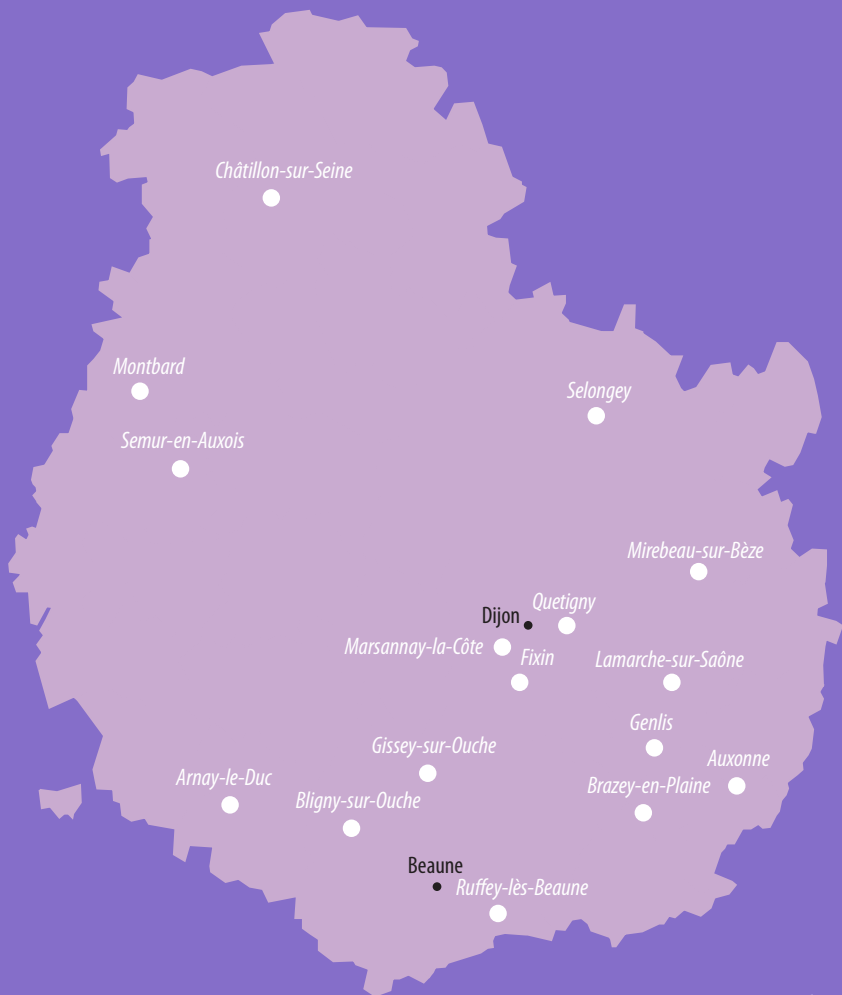 Châtillon-sur-Seine
Montbard
Selongey
Semur-en-Auxois
Mirebeau-sur-Bèze
Quetigny
Dijon
Marsannay-la-Côte
Fixin
Lamarche-sur-Saône
Genlis
Gissey-sur-Ouche
Auxonne
Arnay-le-Duc
Brazey-en-Plaine
Bligny-sur-Ouche
Beaune
Ruffey-lès-Beaune